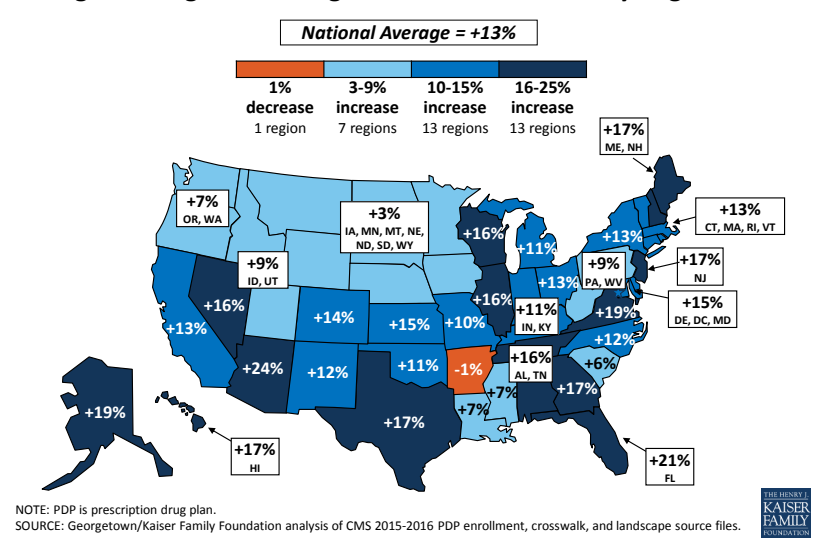 National Average = +13%
1% decrease
1 region
3-9% increase
7 regions
10-15% increase
13 regions
16-25% increase
13 regions
+17%
ME, NH
+7%
OR, WA
+3%
IA, MN, MT, NE,
ND, SD, WY
+13%
CT, MA, RI, VT
+16%
+11%
+13%
+9%
ID, UT
+9%
PA, WV
+17%
NJ
+16%
+14%
+15%
+10%
+16%
+13%
+11%
IN, KY
+19%
+15%
DE, DC, MD
+13%
+12%
+24%
+12%
+11%
-1%
+16%
AL, TN
+6%
+7%
+17%
+19%
+17%
+7%
+17%
HI
+21%
FL
NOTE: PDP is prescription drug plan.
SOURCE: Georgetown/Kaiser Family Foundation analysis of CMS 2015-2016 PDP enrollment, crosswalk, and landscape source files.
THE HENRY J.
KAISER
FAMILY
FOUNDATION